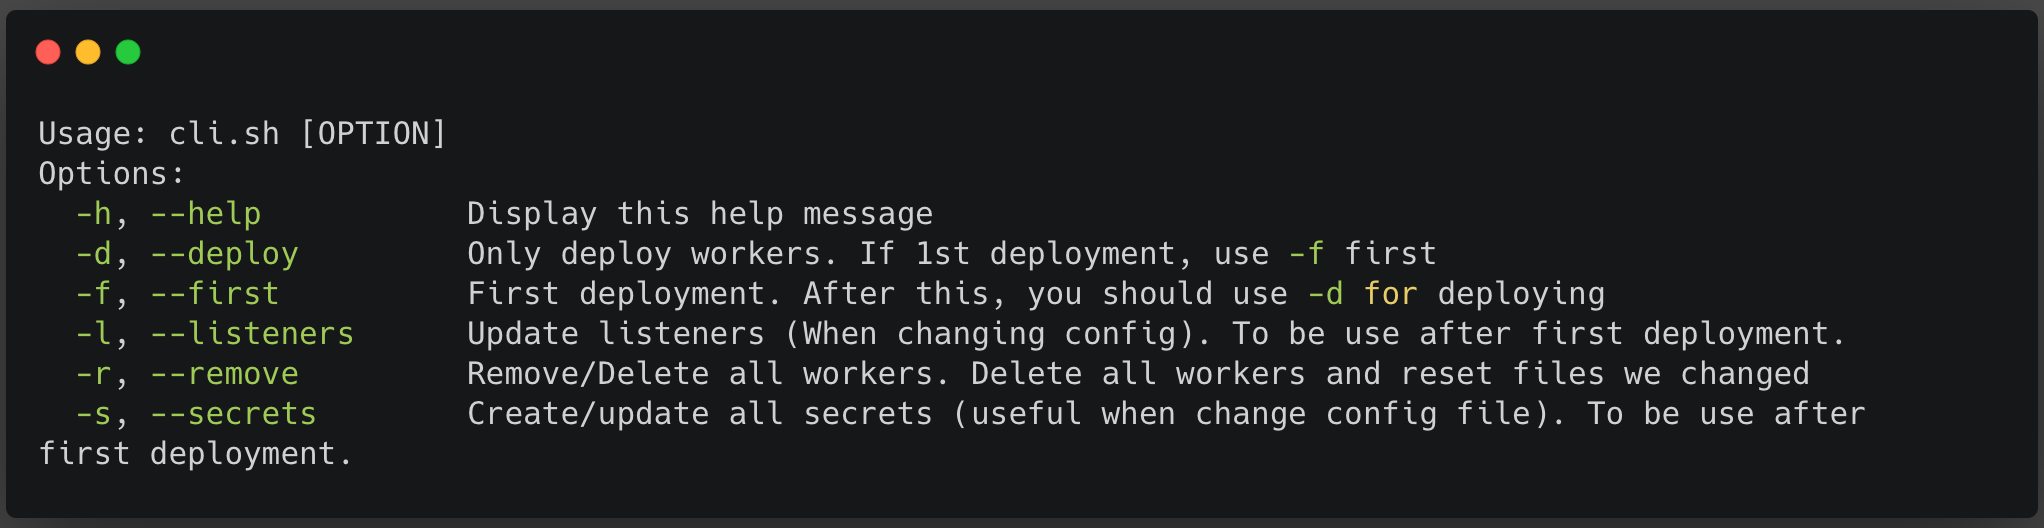 Usage: cli.sh [OPTION]
Options:
  -h, --help           Display this help message
  -d, --deploy         Only deploy workers. If 1st deployment, use -f first
  -f, --first          First deployment. After this, you should use -d for deploying
  -l, --listeners      Update listeners (When changing config). To be use after first deployment.
  -r, --remove         Remove/Delete all workers. Delete all workers and reset files we changed
  -s, --secrets        Create/update all secrets (useful when change config file). To be use after
first deployment.